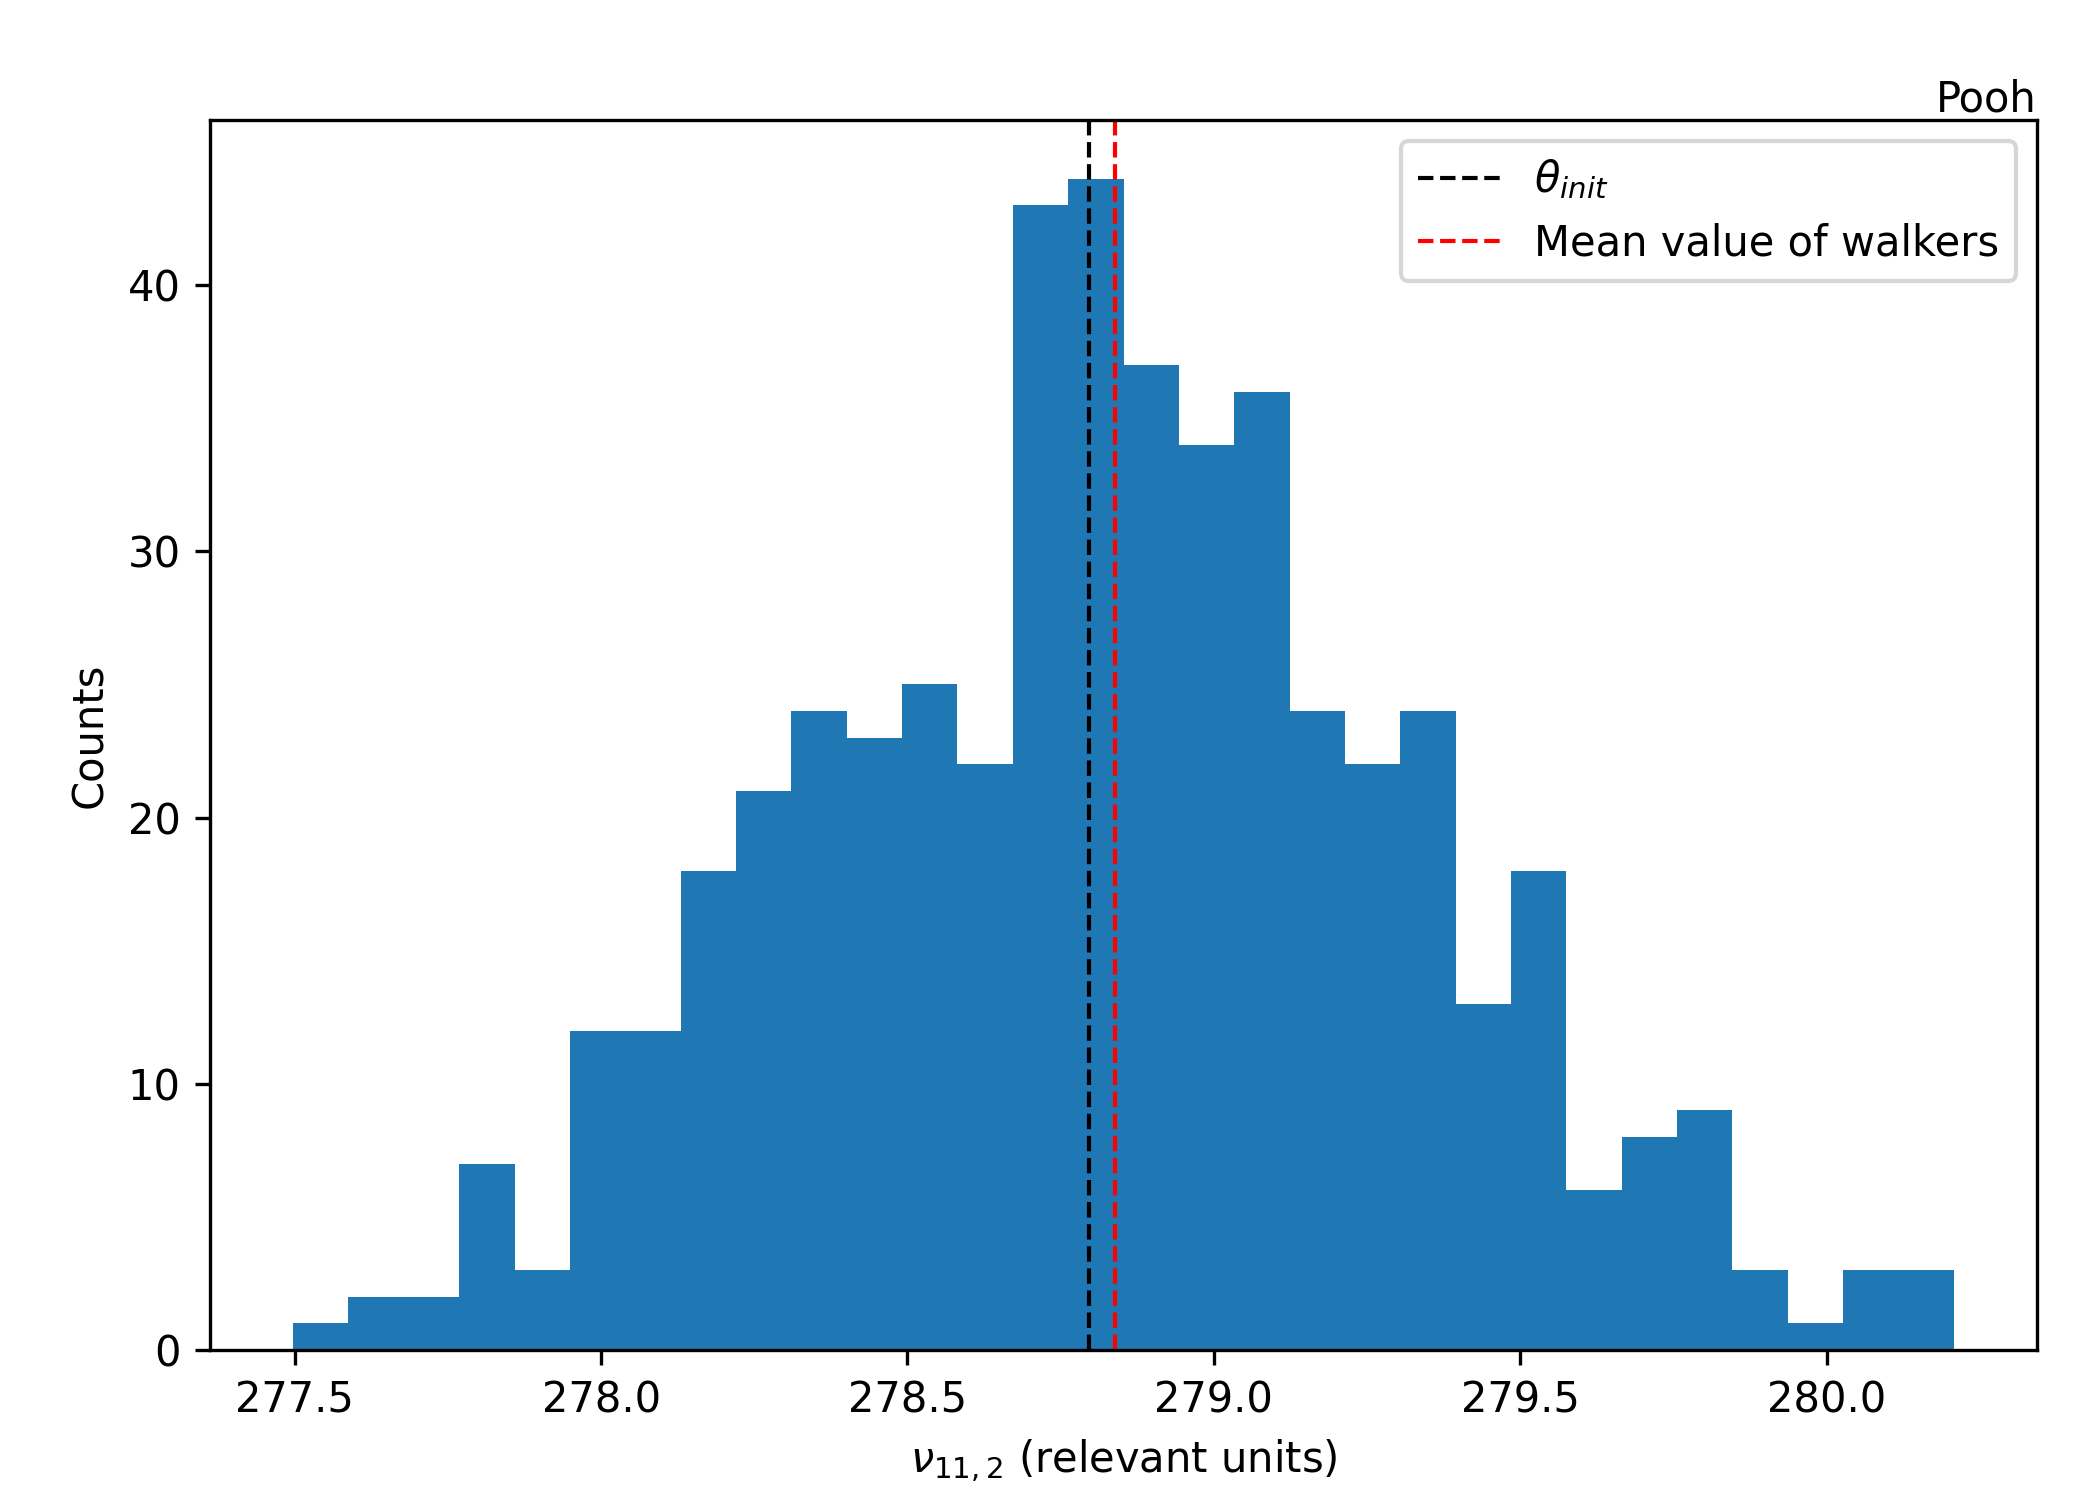 Pooh
θinit
Mean value of walkers
40
30
20
10
0
Counts
277.5 278.0 278.5 279.0 279.5 280.0
ν11,2 (relevant units)